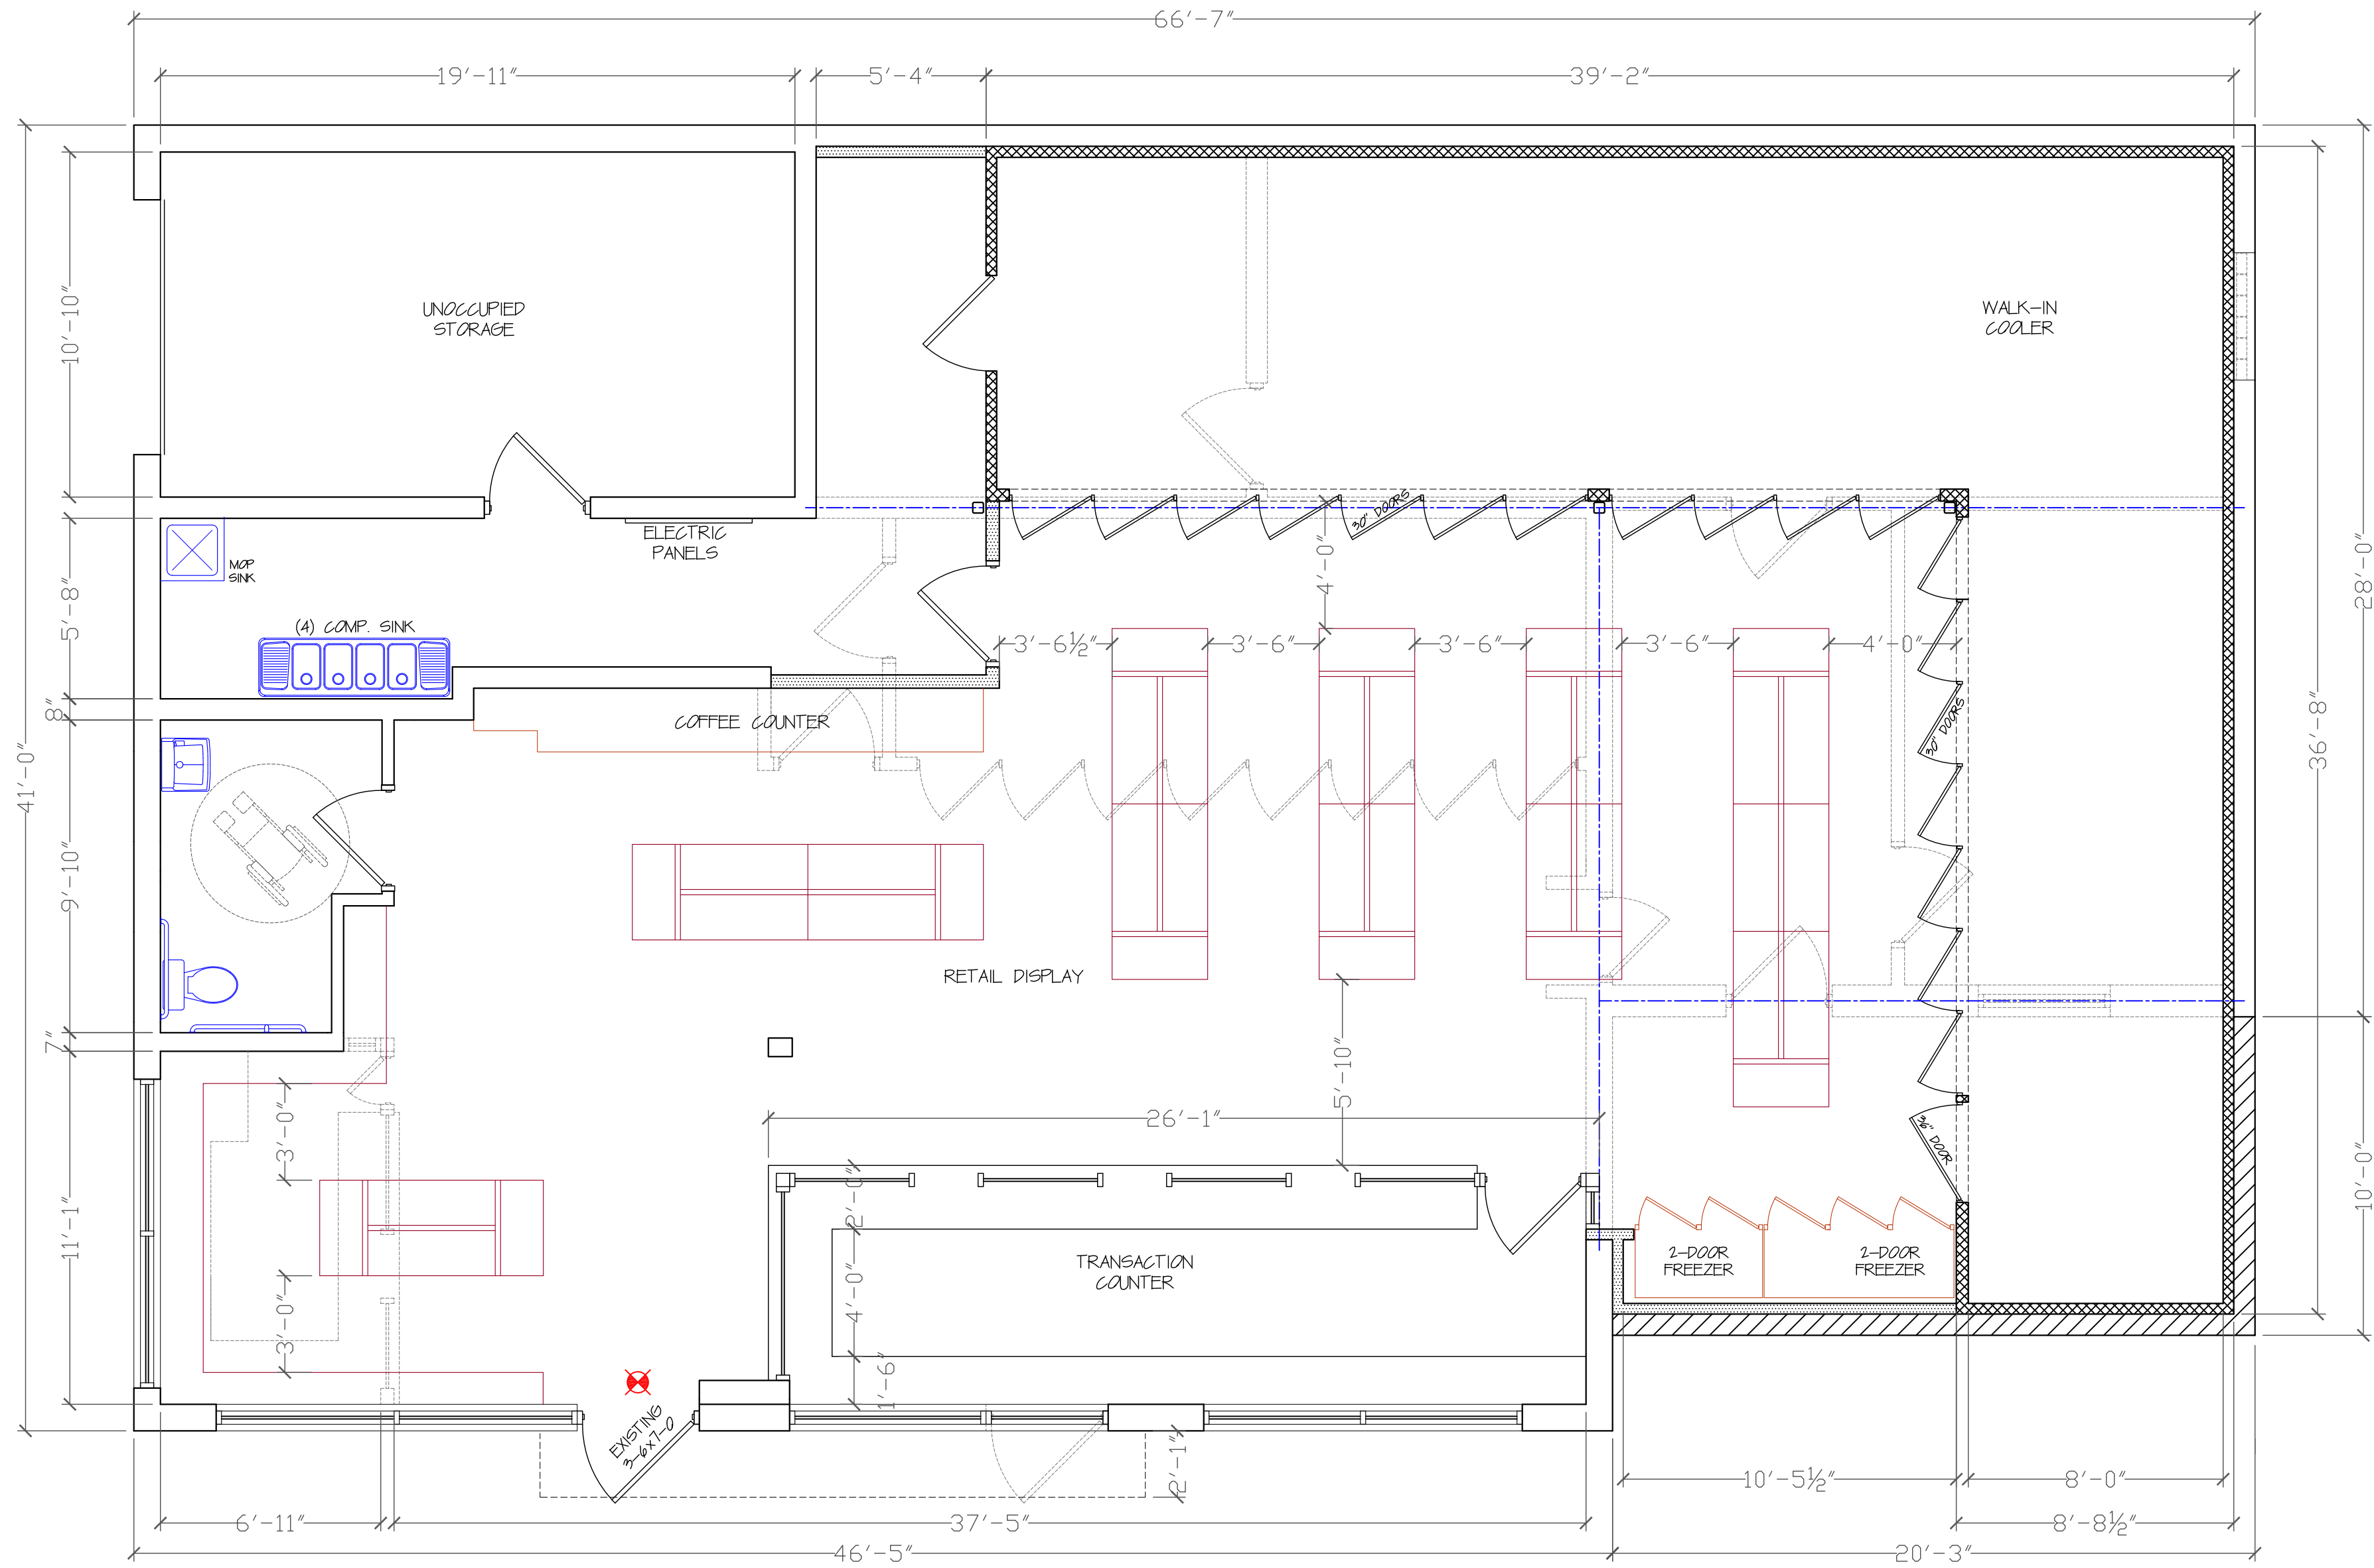 66'-7"
19'-11"
5'-4"
39'-2"
10'-10"
UNOCCUPIED
STORAGE
WALK-IN
COOLER
30" DOORS
ELECTRIC
PANELS
MOP
SINK
5'-8"
28'-0"
4'-0"
(4) COMP. SINK
3'-6½"
3'-6"
3'-6"
3'-6"
4'-0"
8"
COFFEE COUNTER
30" DOORS
36'-8"
41'-0"
9'-10"
RETAIL DISPLAY
7"
5'-10"
26'-1"
3'-0"
36" DOOR
10'-0"
2'-0"
11'-1"
TRANSACTION
COUNTER
2-DOOR
FREEZER
2-DOOR
FREEZER
4'-0"
3'-0"
1'-6"
EXISTING
3-6x7-0
2'-1"
10'-5½"
8'-0"
6'-11"
37'-5"
8'-8½"
46'-5"
20'-3"